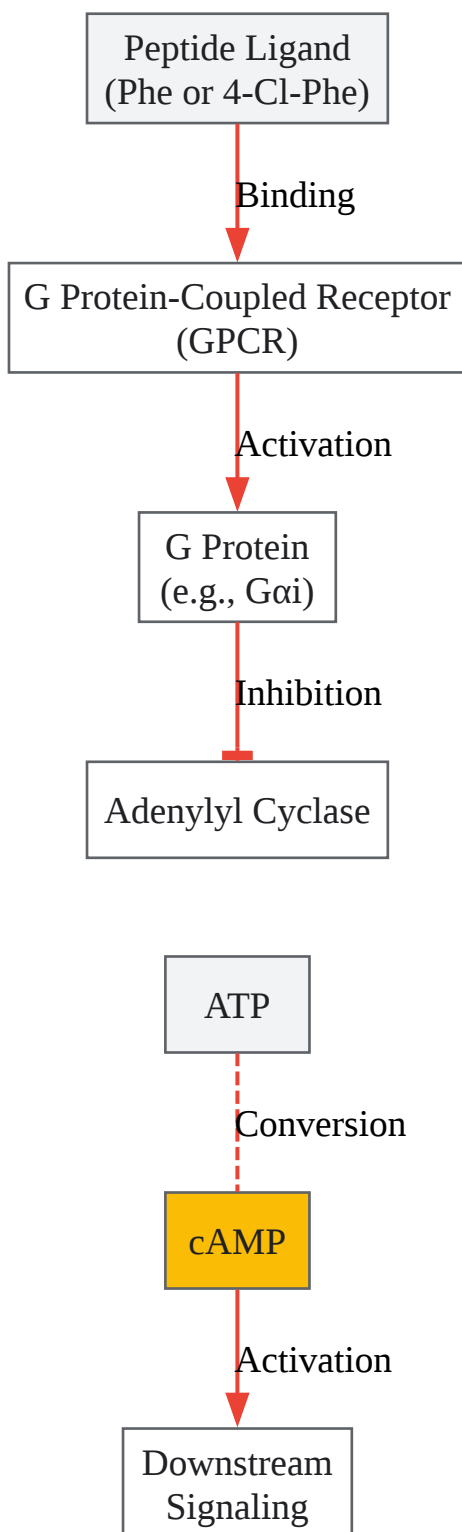 Peptide Ligand
(Phe or 4-Cl-Phe)
Binding
G Protein-Coupled Receptor
(GPCR)
Activation
G Protein
(e.g., Gαi)
Inhibition
Adenylyl Cyclase
ATP
Conversion
cAMP
Activation
Downstream
Signaling